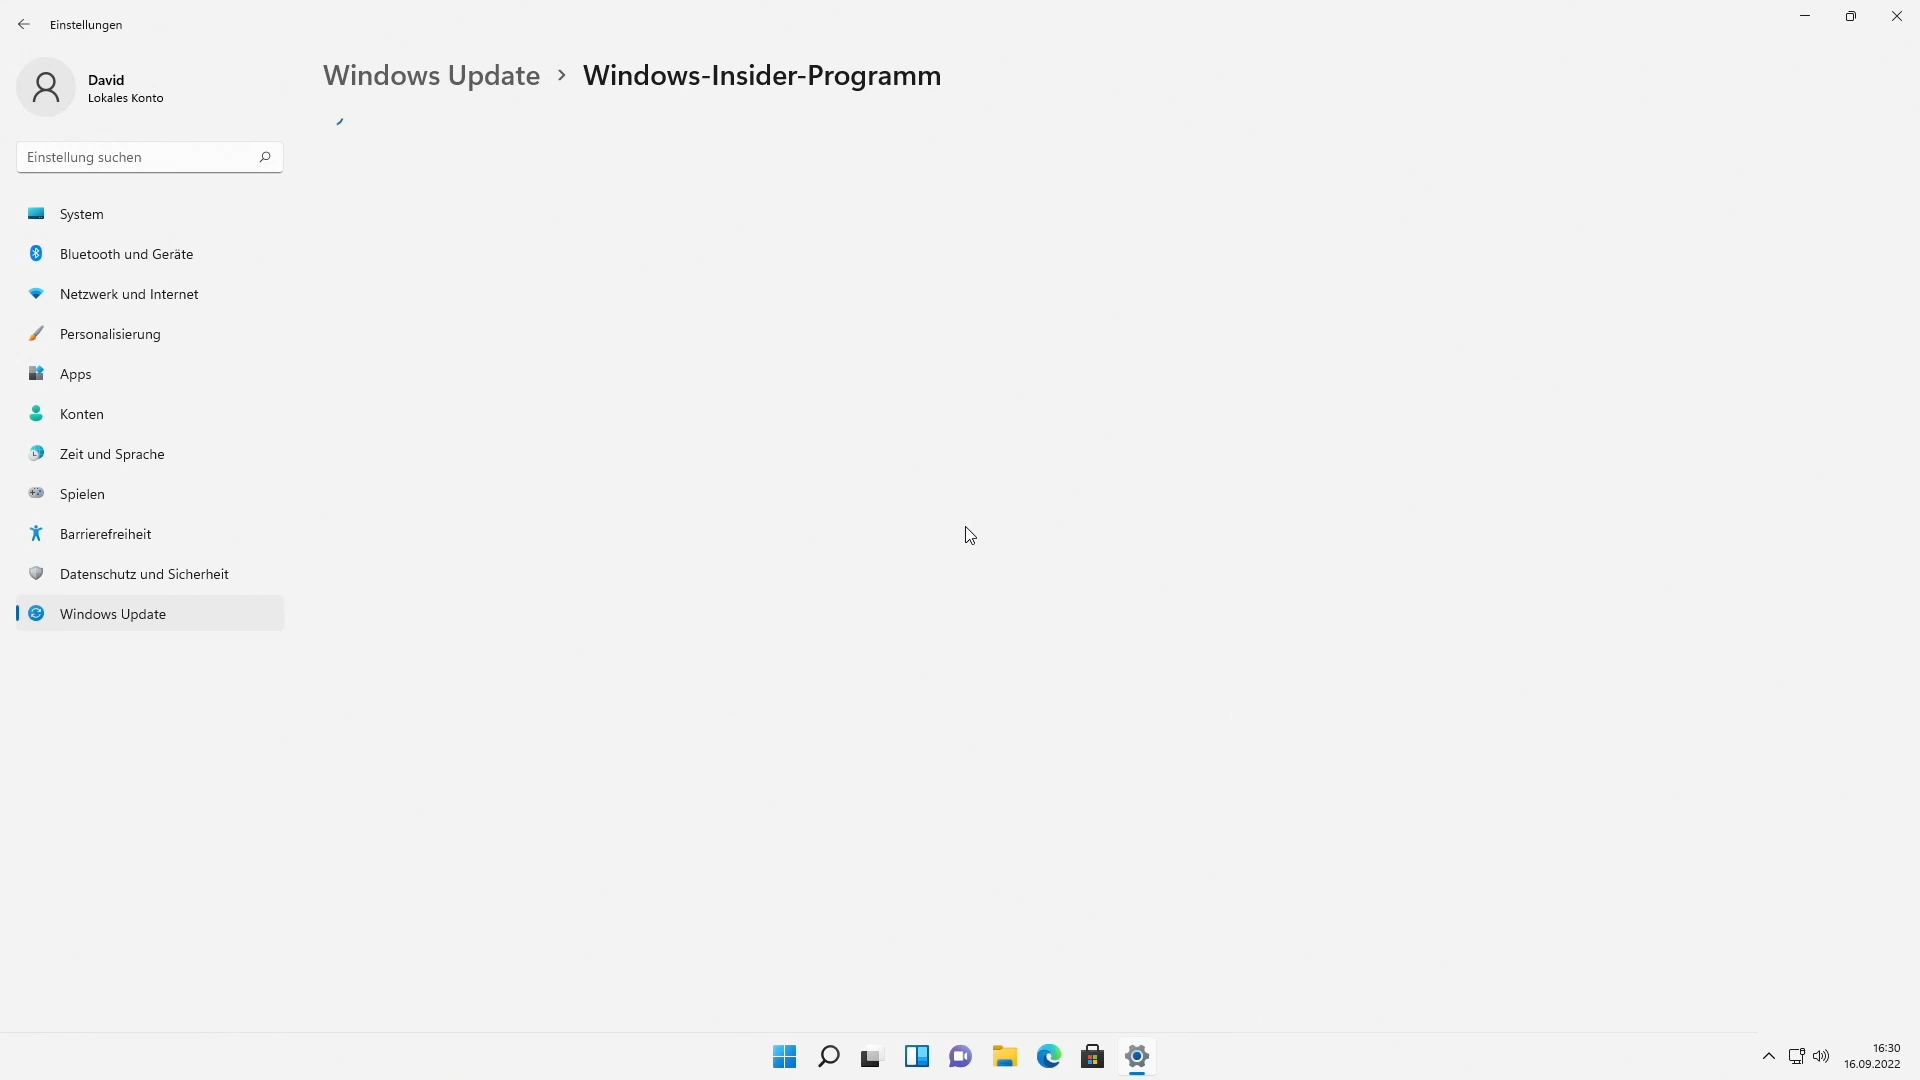 Einstellungen
David
Lokales Konto
Windows Update > Windows-Insider-Programm
Einstellung suchen
System
Bluetooth und Geräte
Netzwerk und Internet
Personalisierung
Apps
Konten
Zeit und Sprache
Spielen
Barrierefreiheit
Datenschutz und Sicherheit
Windows Update
16:30
16.09.2022